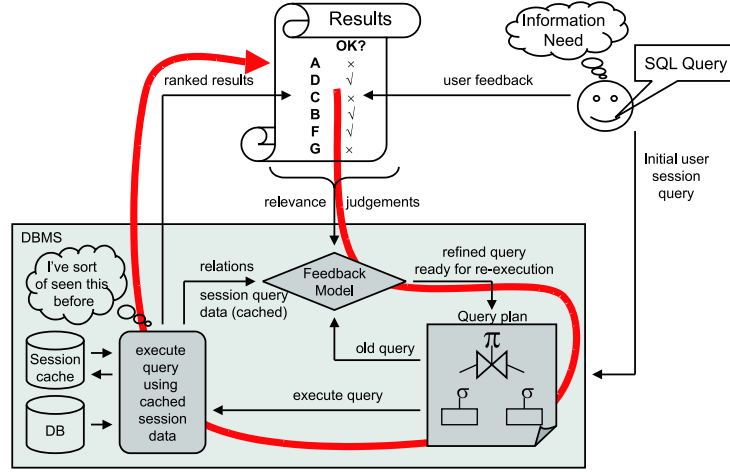 Results
OK?
A ×
D √
C ×
B √
F √
G ×
Information
Need
SQL Query
ranked results
user feedback
Initial user
session
query
relevance
judgements
DBMS
I've sort
of seen this
before
relations
session query
data (cached)
Feedback
Model
refined query
ready for re-execution
Query plan
π
σ
σ
old query
Session
cache
execute
query
using
cached
session
data
execute query
DB